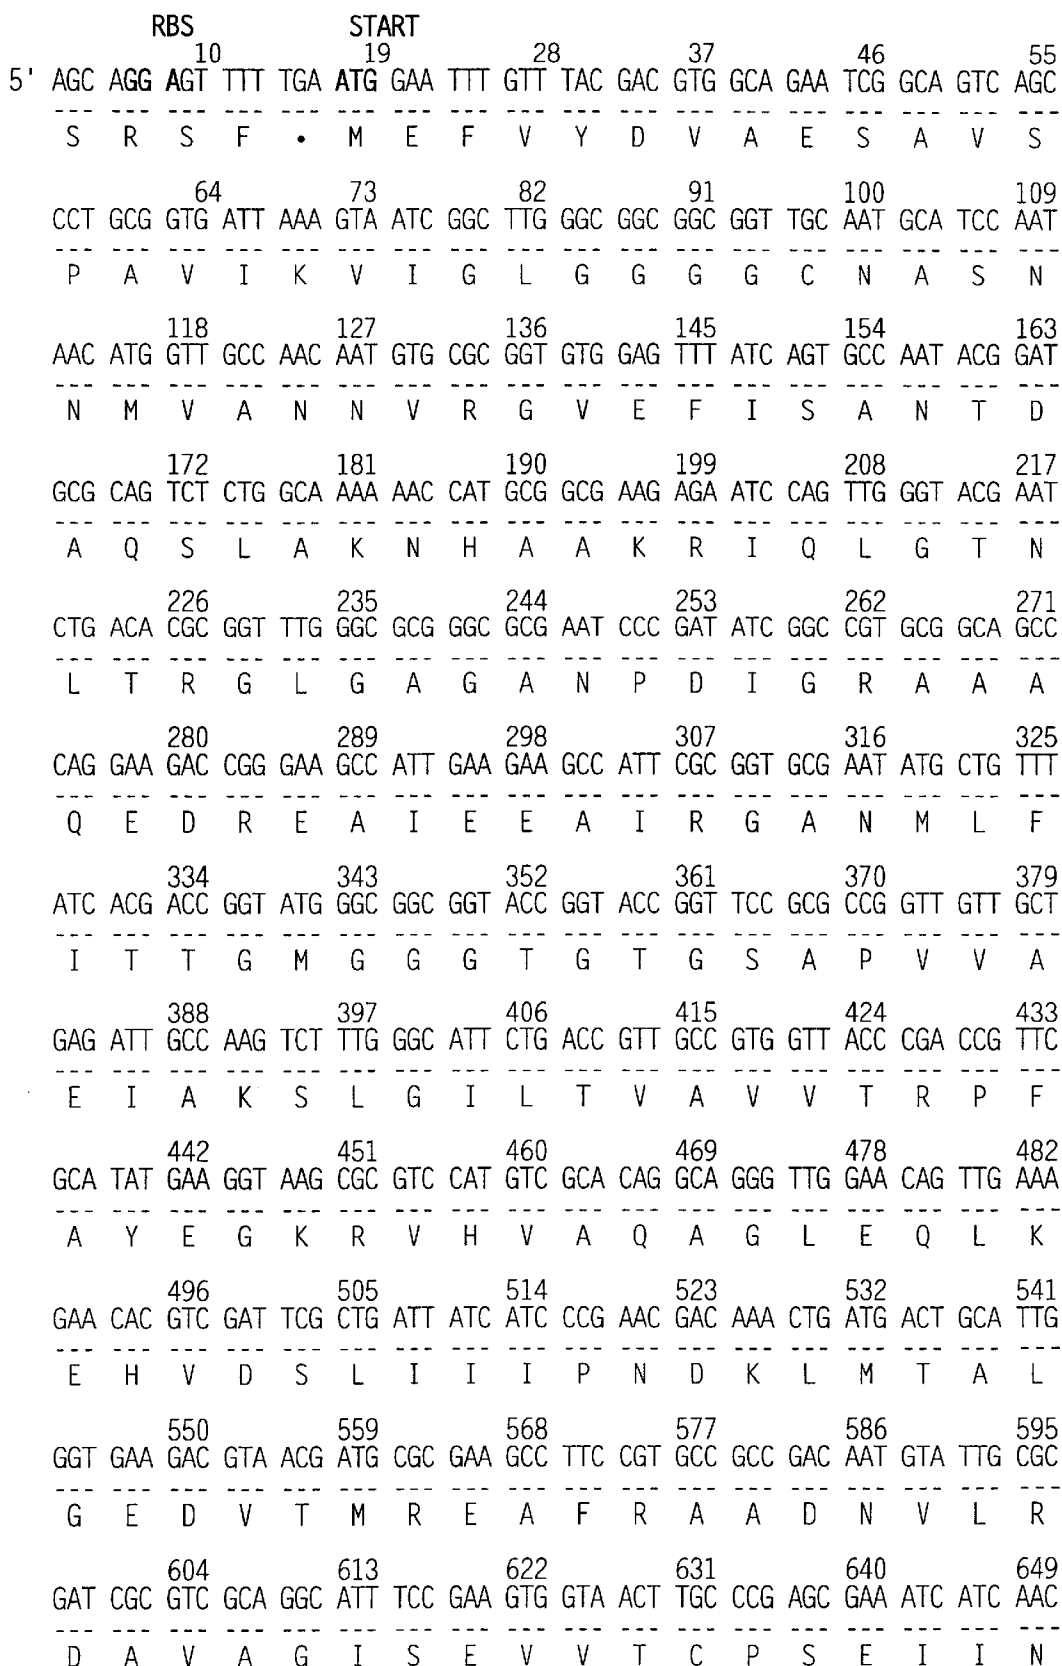 RBS START
10 19 28 37 46 55
5' AGC AGG AGT TTT TGA ATG GAA TTT GTT TAC GAC GTG GCA GAA TCG GCA GTC AGC
--- --- --- --- --- --- --- --- --- --- --- --- --- --- --- --- --- ---
S R S F • M E F V Y D V A E S A V S
64 73 82 91 100 109
CCT GCG GTG ATT AAA GTA ATC GGC TTG GGC GGC GGC GGT TGC AAT GCA TCC AAT
--- --- --- --- --- --- --- --- --- --- --- --- --- --- --- --- --- ---
P A V I K V I G L G G G G C N A S N
118 127 136 145 154 163
AAC ATG GTT GCC AAC AAT GTG CGC GGT GTG GAG TTT ATC AGT GCC AAT ACG GAT
--- --- --- --- --- --- --- --- --- --- --- --- --- --- --- --- --- ---
N M V A N N V R G V E F I S A N T D
172 181 190 199 208 217
GCG CAG TCT CTG GCA AAA AAC CAT GCG GCG AAG AGA ATC CAG TTG GGT ACG AAT
--- --- --- --- --- --- --- --- --- --- --- --- --- --- --- --- --- ---
A Q S L A K N H A A K R I Q L G T N
226 235 244 253 262 271
CTG ACA CGC GGT TTG GGC GCG GGC GCG AAT CCC GAT ATC GGC CGT GCG GCA GCC
--- --- --- --- --- --- --- --- --- --- --- --- --- --- --- --- --- ---
L T R G L G A G A N P D I G R A A A
280 289 298 307 316 325
CAG GAA GAC CGG GAA GCC ATT GAA GAA GCC ATT CGC GGT GCG AAT ATG CTG TTT
--- --- --- --- --- --- --- --- --- --- --- --- --- --- --- --- --- ---
Q E D R E A I E E A I R G A N M L F
334 343 352 361 370 379
ATC ACG ACC GGT ATG GGC GGC GGT ACC GGT ACC GGT TCC GCG CCG GTT GTT GCT
--- --- --- --- --- --- --- --- --- --- --- --- --- --- --- --- --- ---
I T T G M G G G T G T G S A P V V A
388 397 406 415 424 433
GAG ATT GCC AAG TCT TTG GGC ATT CTG ACC GTT GCC GTG GTT ACC CGA CCG TTC
--- --- --- --- --- --- --- --- --- --- --- --- --- --- --- --- --- ---
E I A K S L G I L T V A V V T R P F
442 451 460 469 478 482
GCA TAT GAA GGT AAG CGC GTC CAT GTC GCA CAG GCA GGG TTG GAA CAG TTG AAA
--- --- --- --- --- --- --- --- --- --- --- --- --- --- --- --- --- ---
A Y E G K R V H V A Q A G L E Q L K
496 505 514 523 532 541
GAA CAC GTC GAT TCG CTG ATT ATC ATC CCG AAC GAC AAA CTG ATG ACT GCA TTG
--- --- --- --- --- --- --- --- --- --- --- --- --- --- --- --- --- ---
E H V D S L I I I P N D K L M T A L
550 559 568 577 586 595
GGT GAA GAC GTA ACG ATG CGC GAA GCC TTC CGT GCC GCC GAC AAT GTA TTG CGC
--- --- --- --- --- --- --- --- --- --- --- --- --- --- --- --- --- ---
G E D V T M R E A F R A A D N V L R
604 613 622 631 640 649
GAT CGC GTC GCA GGC ATT TCC GAA GTG GTA ACT TGC CCG AGC GAA ATC ATC AAC
--- --- --- --- --- --- --- --- --- --- --- --- --- --- --- --- --- ---
D A V A G I S E V V T C P S E I I N